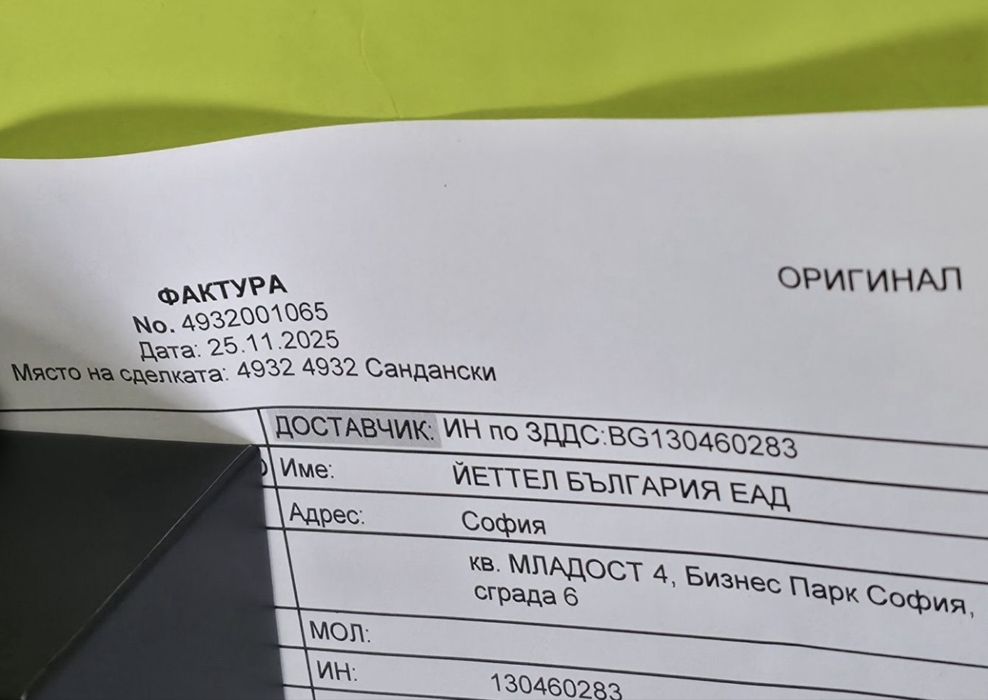 ОРИГИНАЛ
ФАКТУРА
No. 4932001065
Дата: 25.11.2025
Място на сделката: 4932 4932 Сандански
ДОСТАВЧИК: ИН по ЗДДС:BG130460283
Име: ЙЕТТЕЛ БЪЛГАРИЯ ЕАД
Адрес: София
кв. МЛАДОСТ 4, Бизнес Парк София,
сграда 6
МОЛ:
ИН: 130460283